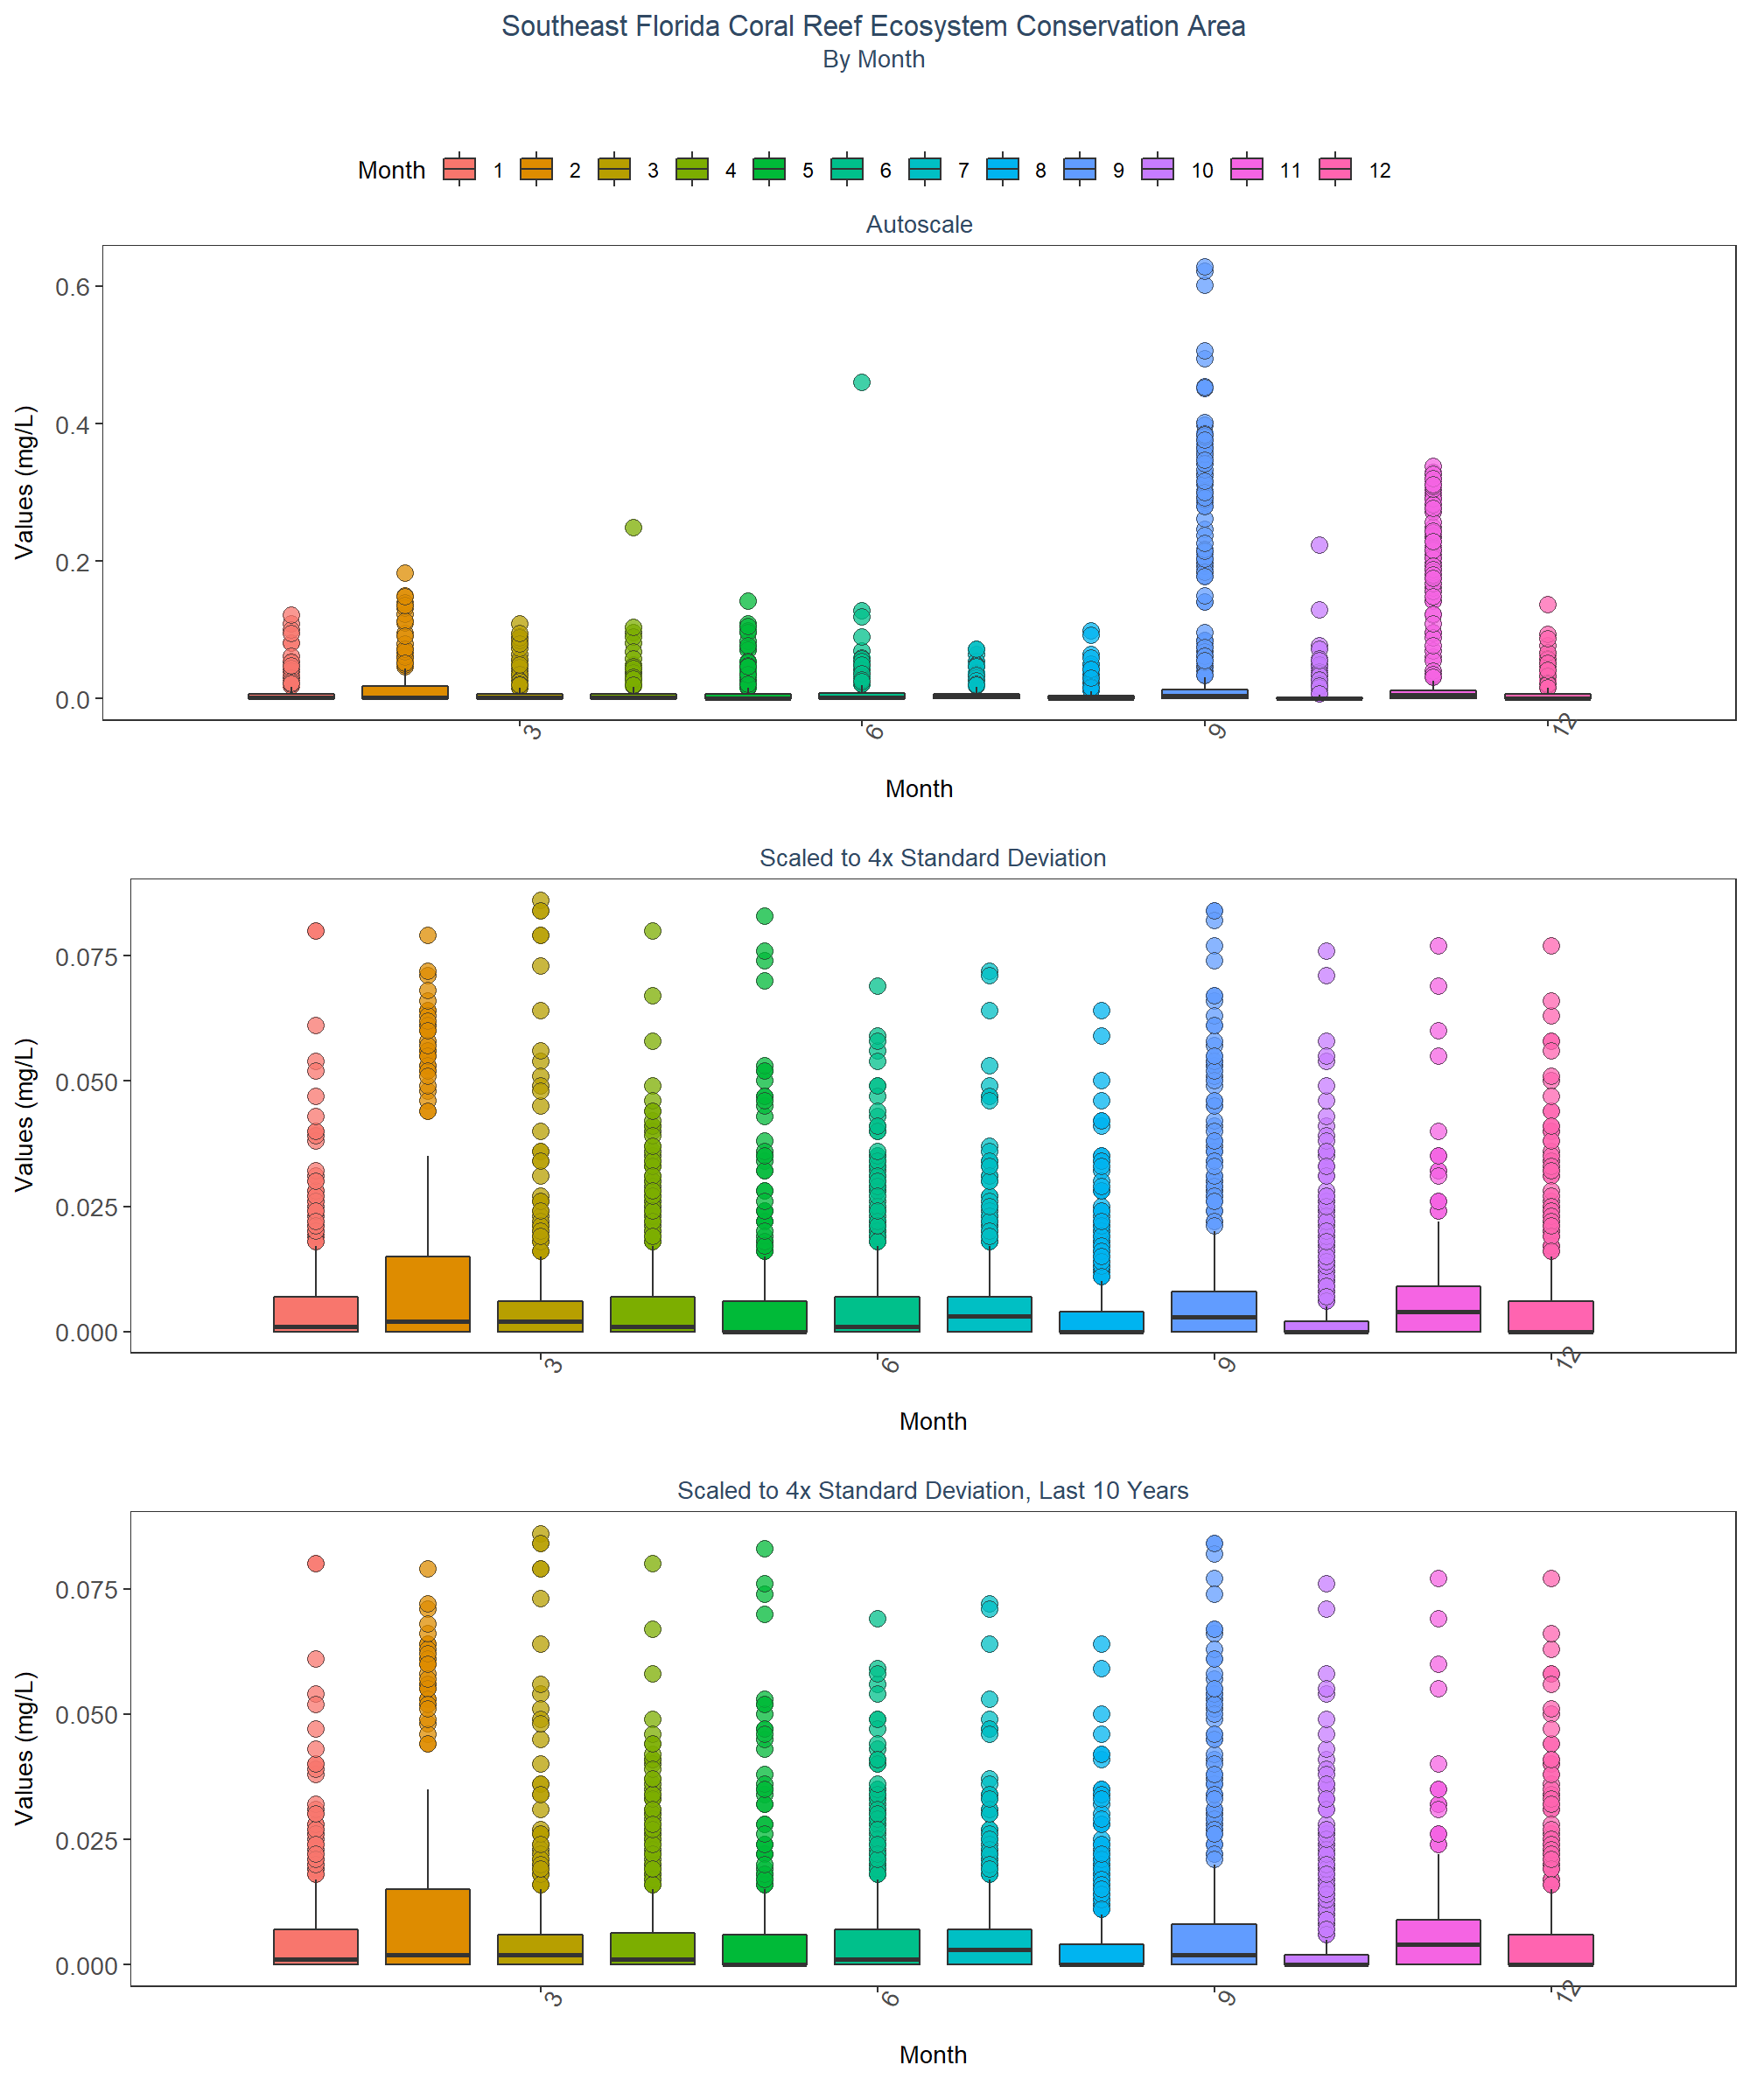 Southeast Florida Coral Reef Ecosystem Conservation Area
By Month
Month 1 2 3 4 5 6 7 8 9 10 11 12
Autoscale
Values (mg/L)
0.6
0.4
0.2
0.0
3 6 9 12
Month
Scaled to 4x Standard Deviation
Values (mg/L)
0.075
0.050
0.025
0.000
3 6 9 12
Month
Scaled to 4x Standard Deviation, Last 10 Years
Values (mg/L)
0.075
0.050
0.025
0.000
3 6 9 12
Month